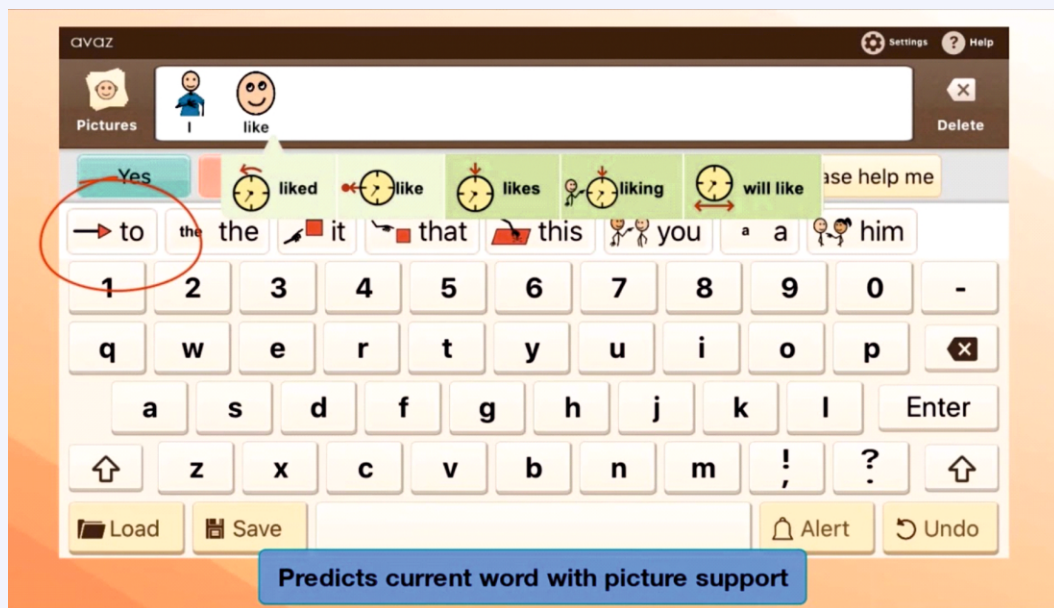 avaz Settings ? Help
Pictures I like Delete
Yes liked like likes liking will like ase help me
to the the it that this you a a him
1 2 3 4 5 6 7 8 9 0 -
q w e r t y u i o p
a s d f g h j k l Enter
z x c v b n m ! , ? .
Load Save Alert Undo
Predicts current word with picture support